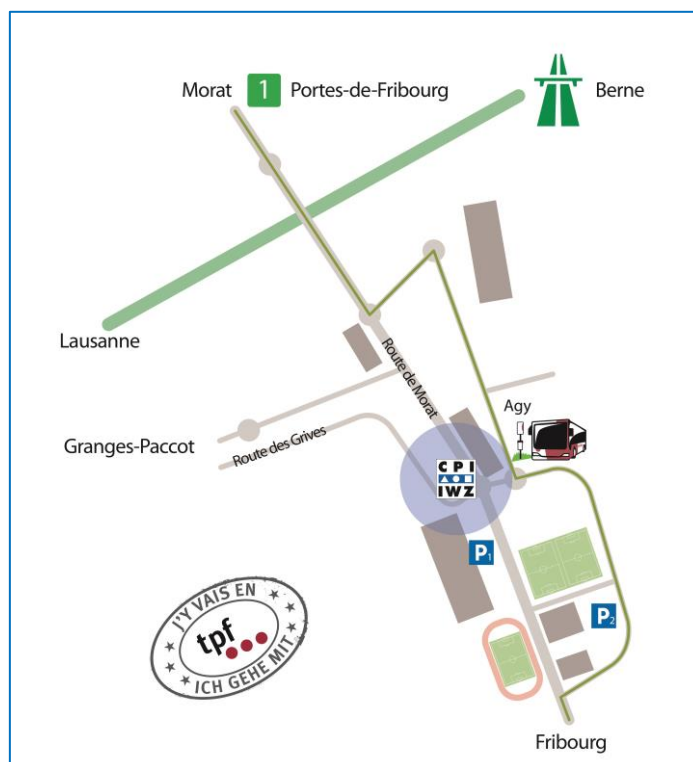 Morat 1 Portes-de-Fribourg
Berne
Lausanne
Route de Morat
Agy
Granges-Paccot
Route des Grives
CPI
IWZ
P1
J'Y VAIS EN
tpf
ICH GEHE MIT
P2
Fribourg